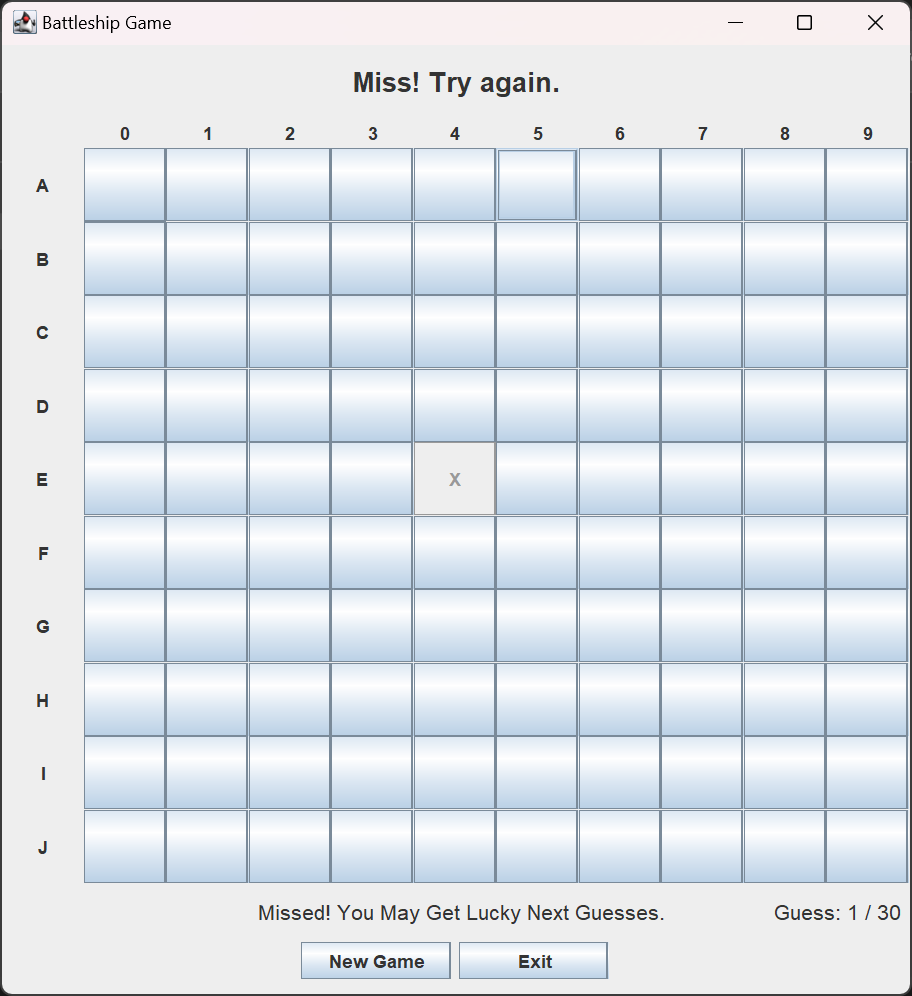 Battleship Game
Miss! Try again.
0 1 2 3 4 5 6 7 8 9
A
B
C
D
E X
F
G
H
I
J
Missed! You May Get Lucky Next Guesses. Guess: 1 / 30
New Game Exit